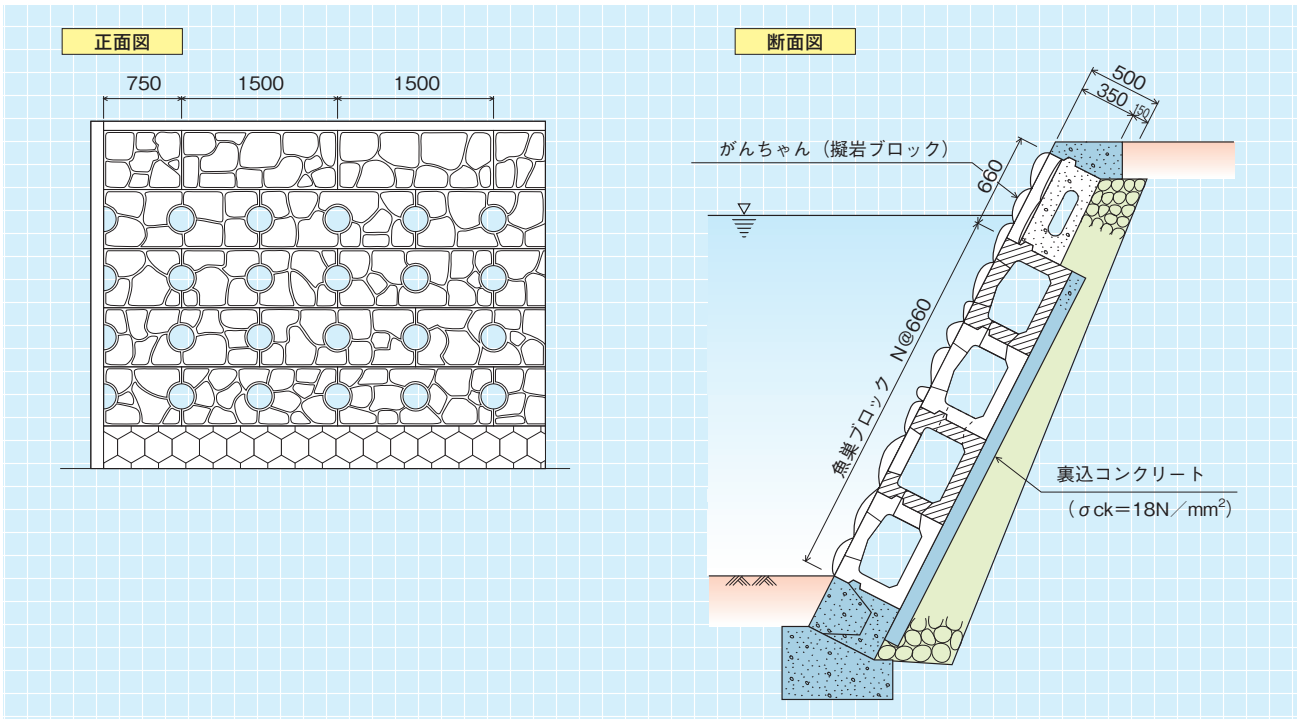 正面図
750
1500
1500
断面図
500
350
150
がんちゃん（擬岩ブロック）
660
魚巣ブロック N@660
裏込コンクリート
（σck＝18N／mm²）